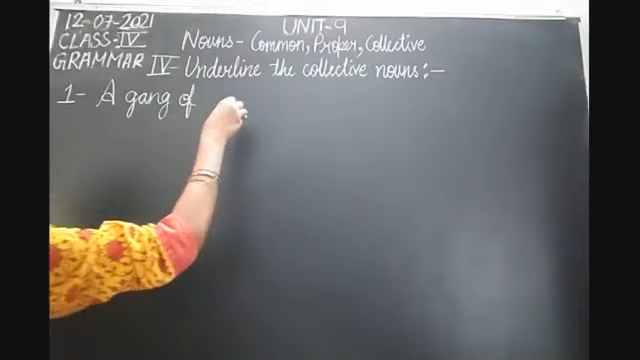 12-07-2021
UNIT-9
CLASS-IV
Nouns- Common, Proper, Collective
GRAMMAR
IV- Underline the collective nouns:-
1- A gang of